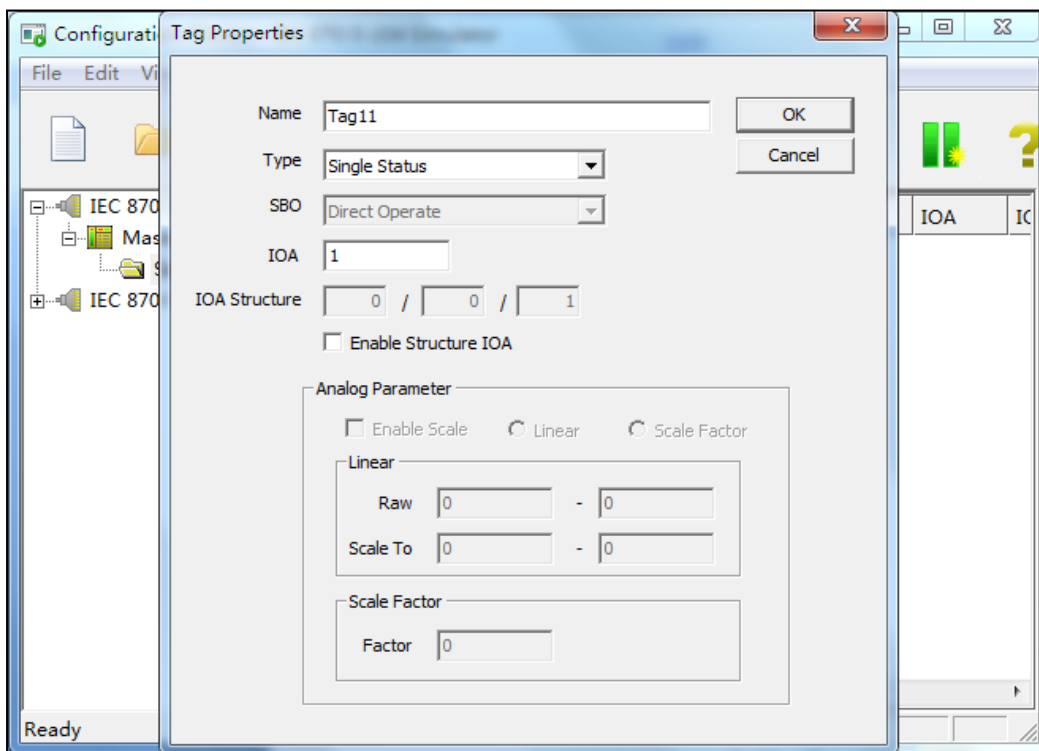 Configurati
Tag Properties
File Edit Vi
Name Tag11 OK
Type Single Status Cancel
IEC 870
SBO Direct Operate
IOA
Mas
IOA 1
IEC 870
IOA Structure 0 / 0 / 1
Enable Structure IOA
Analog Parameter
Enable Scale Linear Scale Factor
Linear
Raw 0 - 0
Scale To 0 - 0
Scale Factor
Factor 0
Ready